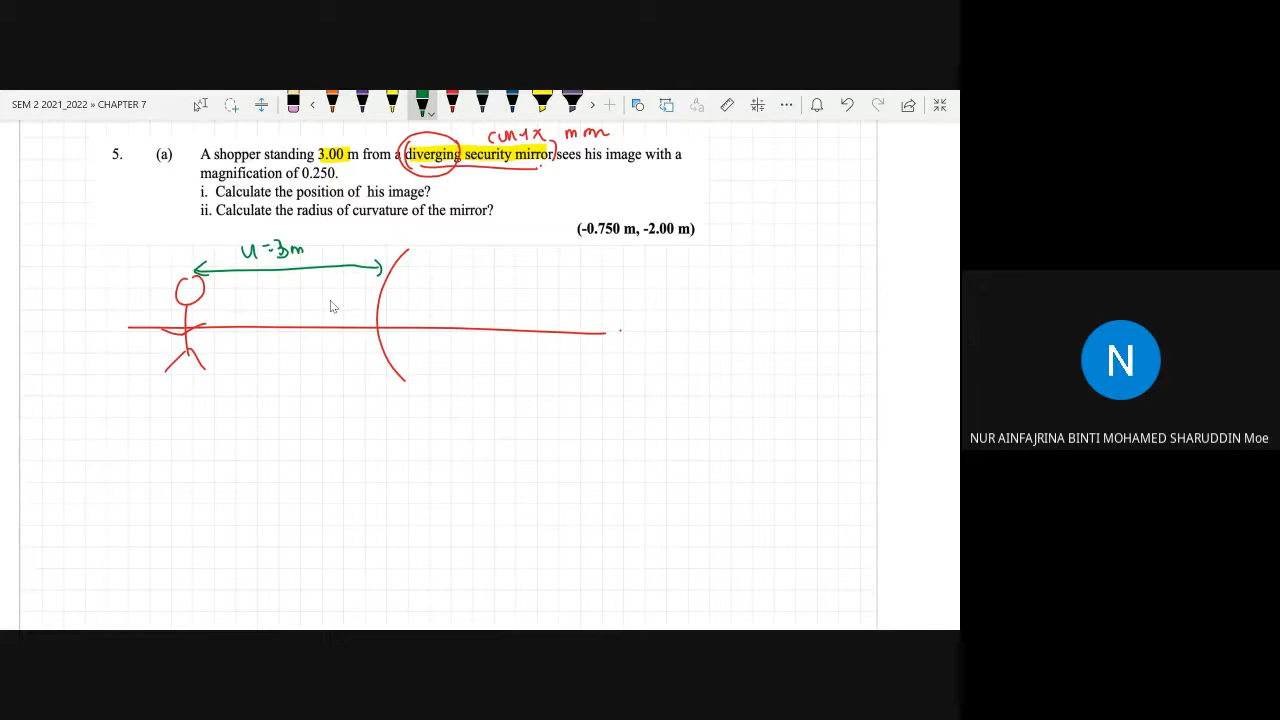 SEM 2 2021_2022 » CHAPTER 7
5. (a) A shopper standing 3.00 m from a diverging security mirror sees his image with a
magnification of 0.250.
i. Calculate the position of his image?
ii. Calculate the radius of curvature of the mirror?
(-0.750 m, -2.00 m)
u = 3m
N
NUR AINFAJRINA BINTI MOHAMED SHARUDDIN Moe